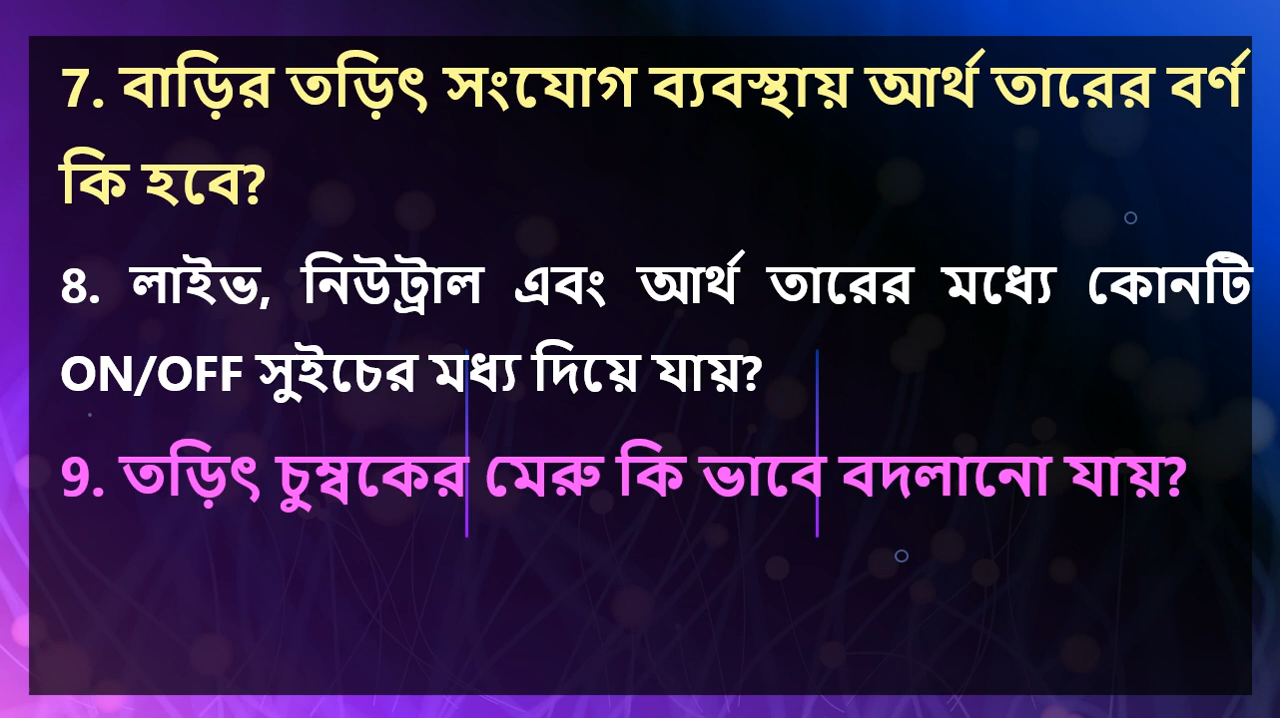 7. বাড়ির তড়িৎ সংযোগ ব্যবস্থায় আর্থ তারের বর্ণ
কি হবে?
8. লাইভ, নিউট্রাল এবং আর্থ তারের মধ্যে কোনটি
ON/OFF সুইচের মধ্য দিয়ে যায়?
9. তড়িৎ চুম্বকের মেরু কি ভাবে বদলানো যায়?